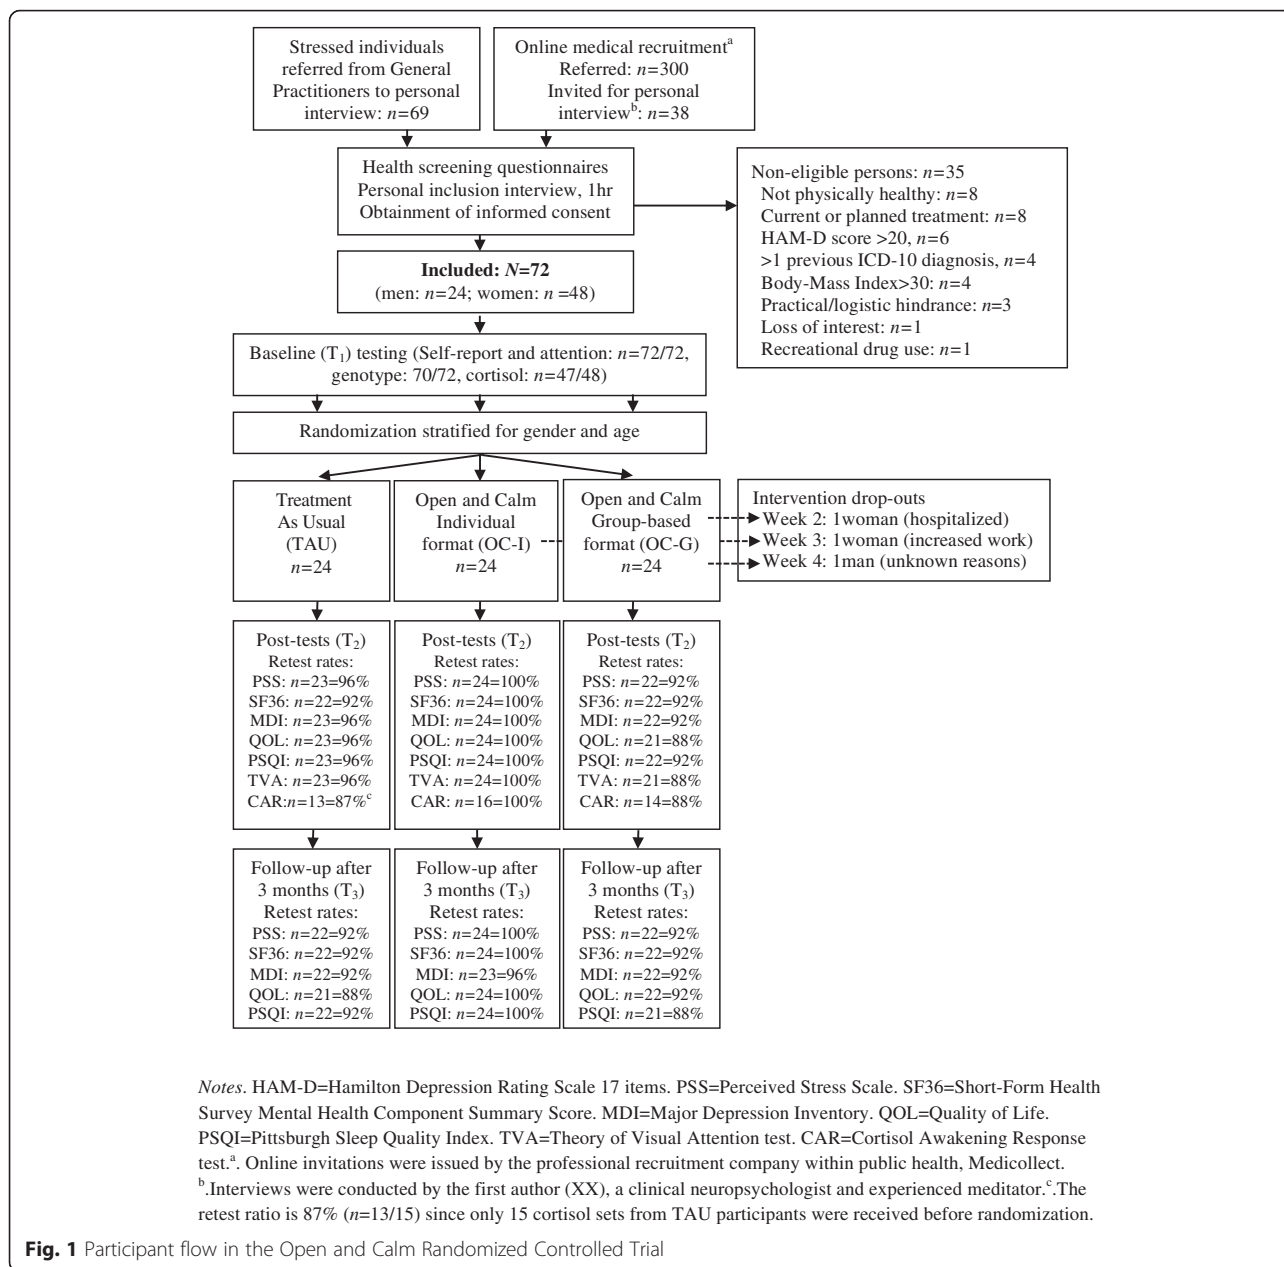 Stressed individuals
referred from General
Practitioners to personal
interview: n=69
Online medical recruitmentᵃ
Referred: n=300
Invited for personal
interviewᵇ: n=38
Health screening questionnaires
Personal inclusion interview, 1hr
Obtainment of informed consent
Non-eligible persons: n=35
Not physically healthy: n=8
Current or planned treatment: n=8
HAM-D score >20, n=6
>1 previous ICD-10 diagnosis, n=4
Body-Mass Index>30: n=4
Practical/logistic hindrance: n=3
Loss of interest: n=1
Recreational drug use: n=1
Included: N=72
(men: n=24; women: n =48)
Baseline (T₁) testing (Self-report and attention: n=72/72,
genotype: 70/72, cortisol: n=47/48)
Randomization stratified for gender and age
Treatment
As Usual
(TAU)
n=24
Open and Calm
Individual
format (OC-I)
n=24
Open and Calm
Group-based
format (OC-G)
n=24
Intervention drop-outs
Week 2: 1woman (hospitalized)
Week 3: 1woman (increased work)
Week 4: 1man (unknown reasons)
Post-tests (T₂)
Retest rates:
PSS: n=23=96%
SF36: n=22=92%
MDI: n=23=96%
QOL: n=23=96%
PSQI: n=23=96%
TVA: n=23=96%
CAR:n=13=87%ᶜ
Post-tests (T₂)
Retest rates:
PSS: n=24=100%
SF36: n=24=100%
MDI: n=24=100%
QOL: n=24=100%
PSQI: n=24=100%
TVA: n=24=100%
CAR: n=16=100%
Post-tests (T₂)
Retest rates:
PSS: n=22=92%
SF36: n=22=92%
MDI: n=22=92%
QOL: n=21=88%
PSQI: n=22=92%
TVA: n=21=88%
CAR: n=14=88%
Follow-up after
3 months (T₃)
Retest rates:
PSS: n=22=92%
SF36: n=22=92%
MDI: n=22=92%
QOL: n=21=88%
PSQI: n=22=92%
Follow-up after
3 months (T₃)
Retest rates:
PSS: n=24=100%
SF36: n=24=100%
MDI: n=23=96%
QOL: n=24=100%
PSQI: n=24=100%
Follow-up after
3 months (T₃)
Retest rates:
PSS: n=22=92%
SF36: n=22=92%
MDI: n=22=92%
QOL: n=22=92%
PSQI: n=21=88%
Notes. HAM-D=Hamilton Depression Rating Scale 17 items. PSS=Perceived Stress Scale. SF36=Short-Form Health
Survey Mental Health Component Summary Score. MDI=Major Depression Inventory. QOL=Quality of Life.
PSQI=Pittsburgh Sleep Quality Index. TVA=Theory of Visual Attention test. CAR=Cortisol Awakening Response
test.ᵃ. Online invitations were issued by the professional recruitment company within public health, Medicollect.
ᵇ.Interviews were conducted by the first author (XX), a clinical neuropsychologist and experienced meditator.ᶜ.The
retest ratio is 87% (n=13/15) since only 15 cortisol sets from TAU participants were received before randomization.
Fig. 1 Participant flow in the Open and Calm Randomized Controlled Trial